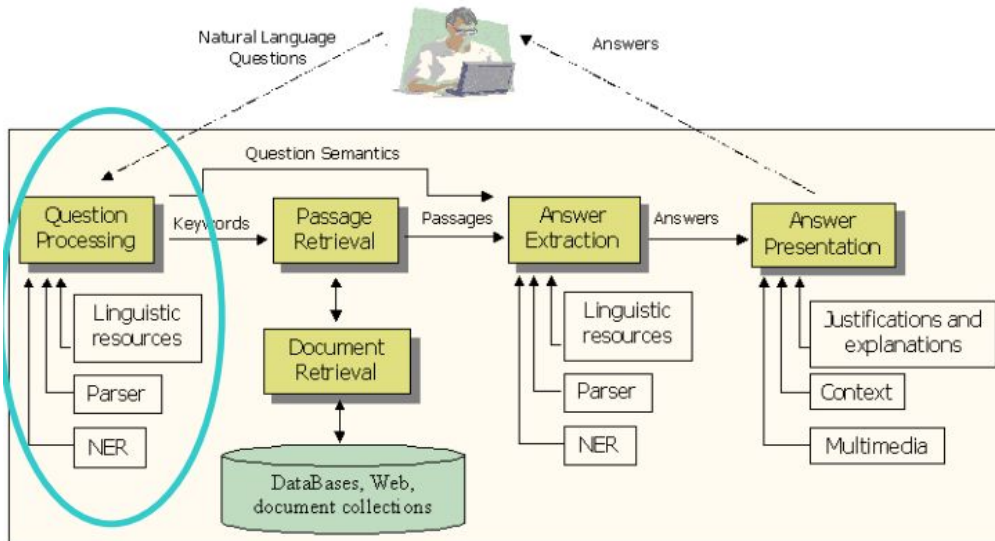 Natural Language
Questions
Answers
Question Semantics
Question
Processing
Keywords
Passage
Retrieval
Passages
Answer
Extraction
Answers
Answer
Presentation
Linguistic
resources
Parser
NER
Document
Retrieval
DataBases, Web,
document collections
Linguistic
resources
Parser
NER
Justifications and
explanations
Context
Multimedia